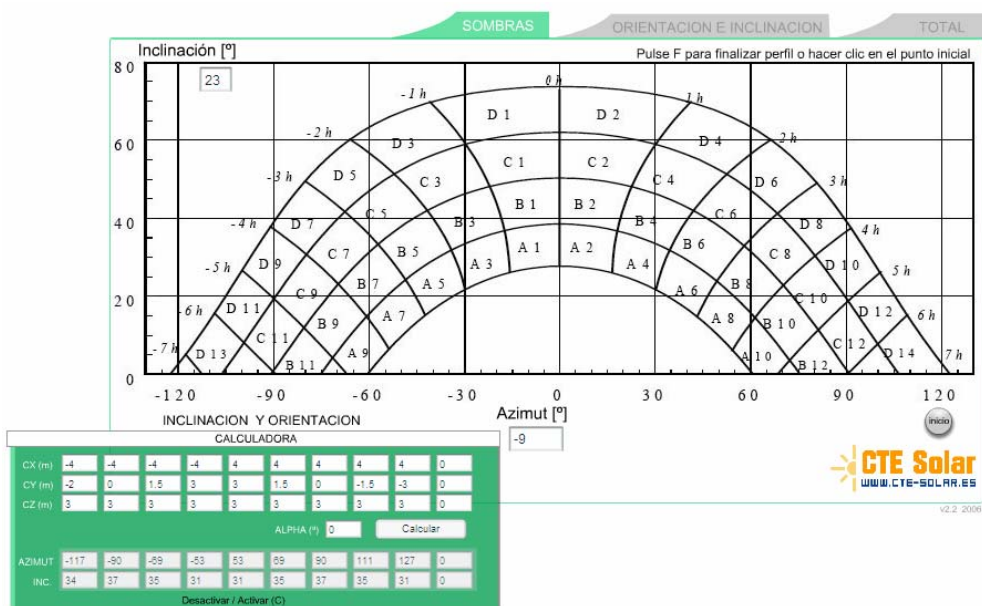 SOMBRAS ORIENTACION E INCLINACION TOTAL
Inclinación [º] Pulse F para finalizar perfil o hacer clic en el punto inicial
80
23
0 h
-1 h 1 h
D 1 D 2
-2 h 2 h
60
D 3 D 4
C 1 C 2
-3 h D 5 C 3 C 4 D 6 3 h
B 1 B 2
-4 h D 7 C 5 B 3 B 4 C 6 D 8 4 h
40
A 1 A 2
C 7 B 5 B 6 C 8
-5 h D 9 A 3 A 4 D 10 5 h
B 7 A 5 A 6 B 8
20
C 9 C 10
-6 h D 11 A 7 A 8 D 12 6 h
B 9 B 10
C 11 C 12
-7 h D 13 A 9 A 10 D 14 7 h
B 11 B 12
0
-120 -90 -60 -30 0 30 60 90 120
INCLINACION Y ORIENTACION
Azimut [º]
-9
inicio
CALCULADORA
CX (m) -4 -4 -4 -4 4 4 4 4 4 0
CY (m) -2 0 1.5 3 3 1.5 0 -1.5 -3 0
CZ (m) 3 3 3 3 3 3 3 3 3 0
ALPHA (º) 0 Calcular
AZIMUT -117 -90 -69 -53 53 69 90 111 127 0
INC. 34 37 35 31 31 35 37 35 31 0
Desactivar / Activar (C)
CTE Solar
WWW.CTE-SOLAR.ES
v2.2 2006